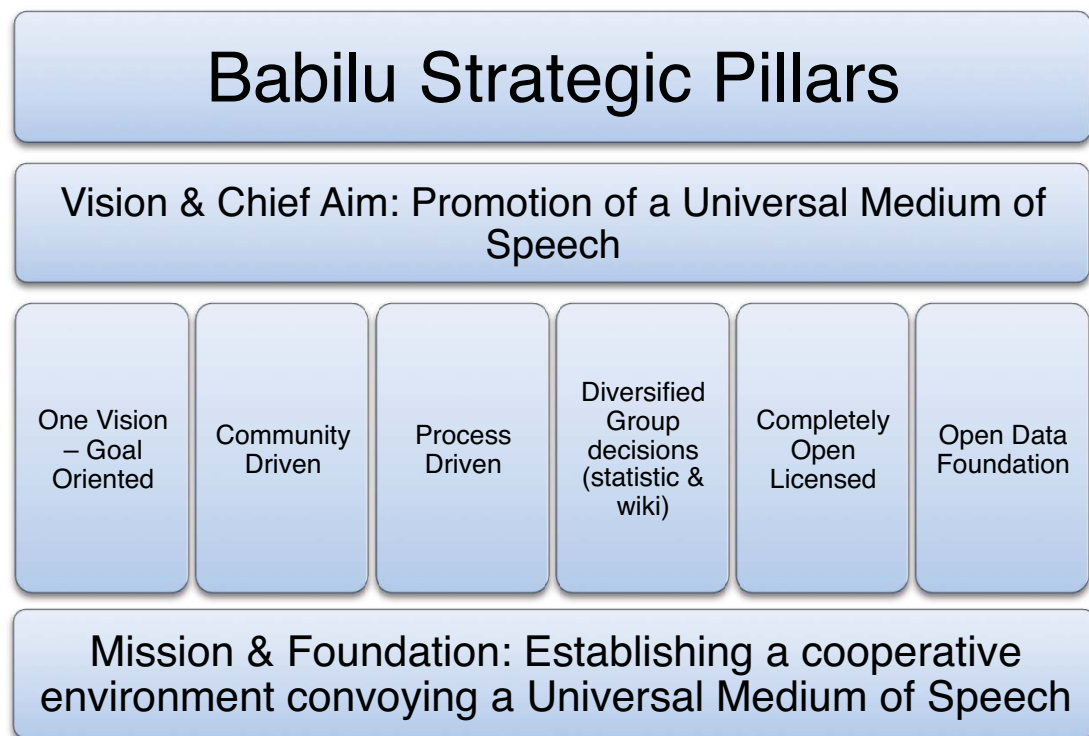 Babilu Strategic Pillars
Vision & Chief Aim: Promotion of a Universal Medium of
Speech
One Vision
– Goal
Oriented
Community
Driven
Process
Driven
Diversified
Group
decisions
(statistic &
wiki)
Completely
Open
Licensed
Open Data
Foundation
Mission & Foundation: Establishing a cooperative
environment convoying a Universal Medium of Speech